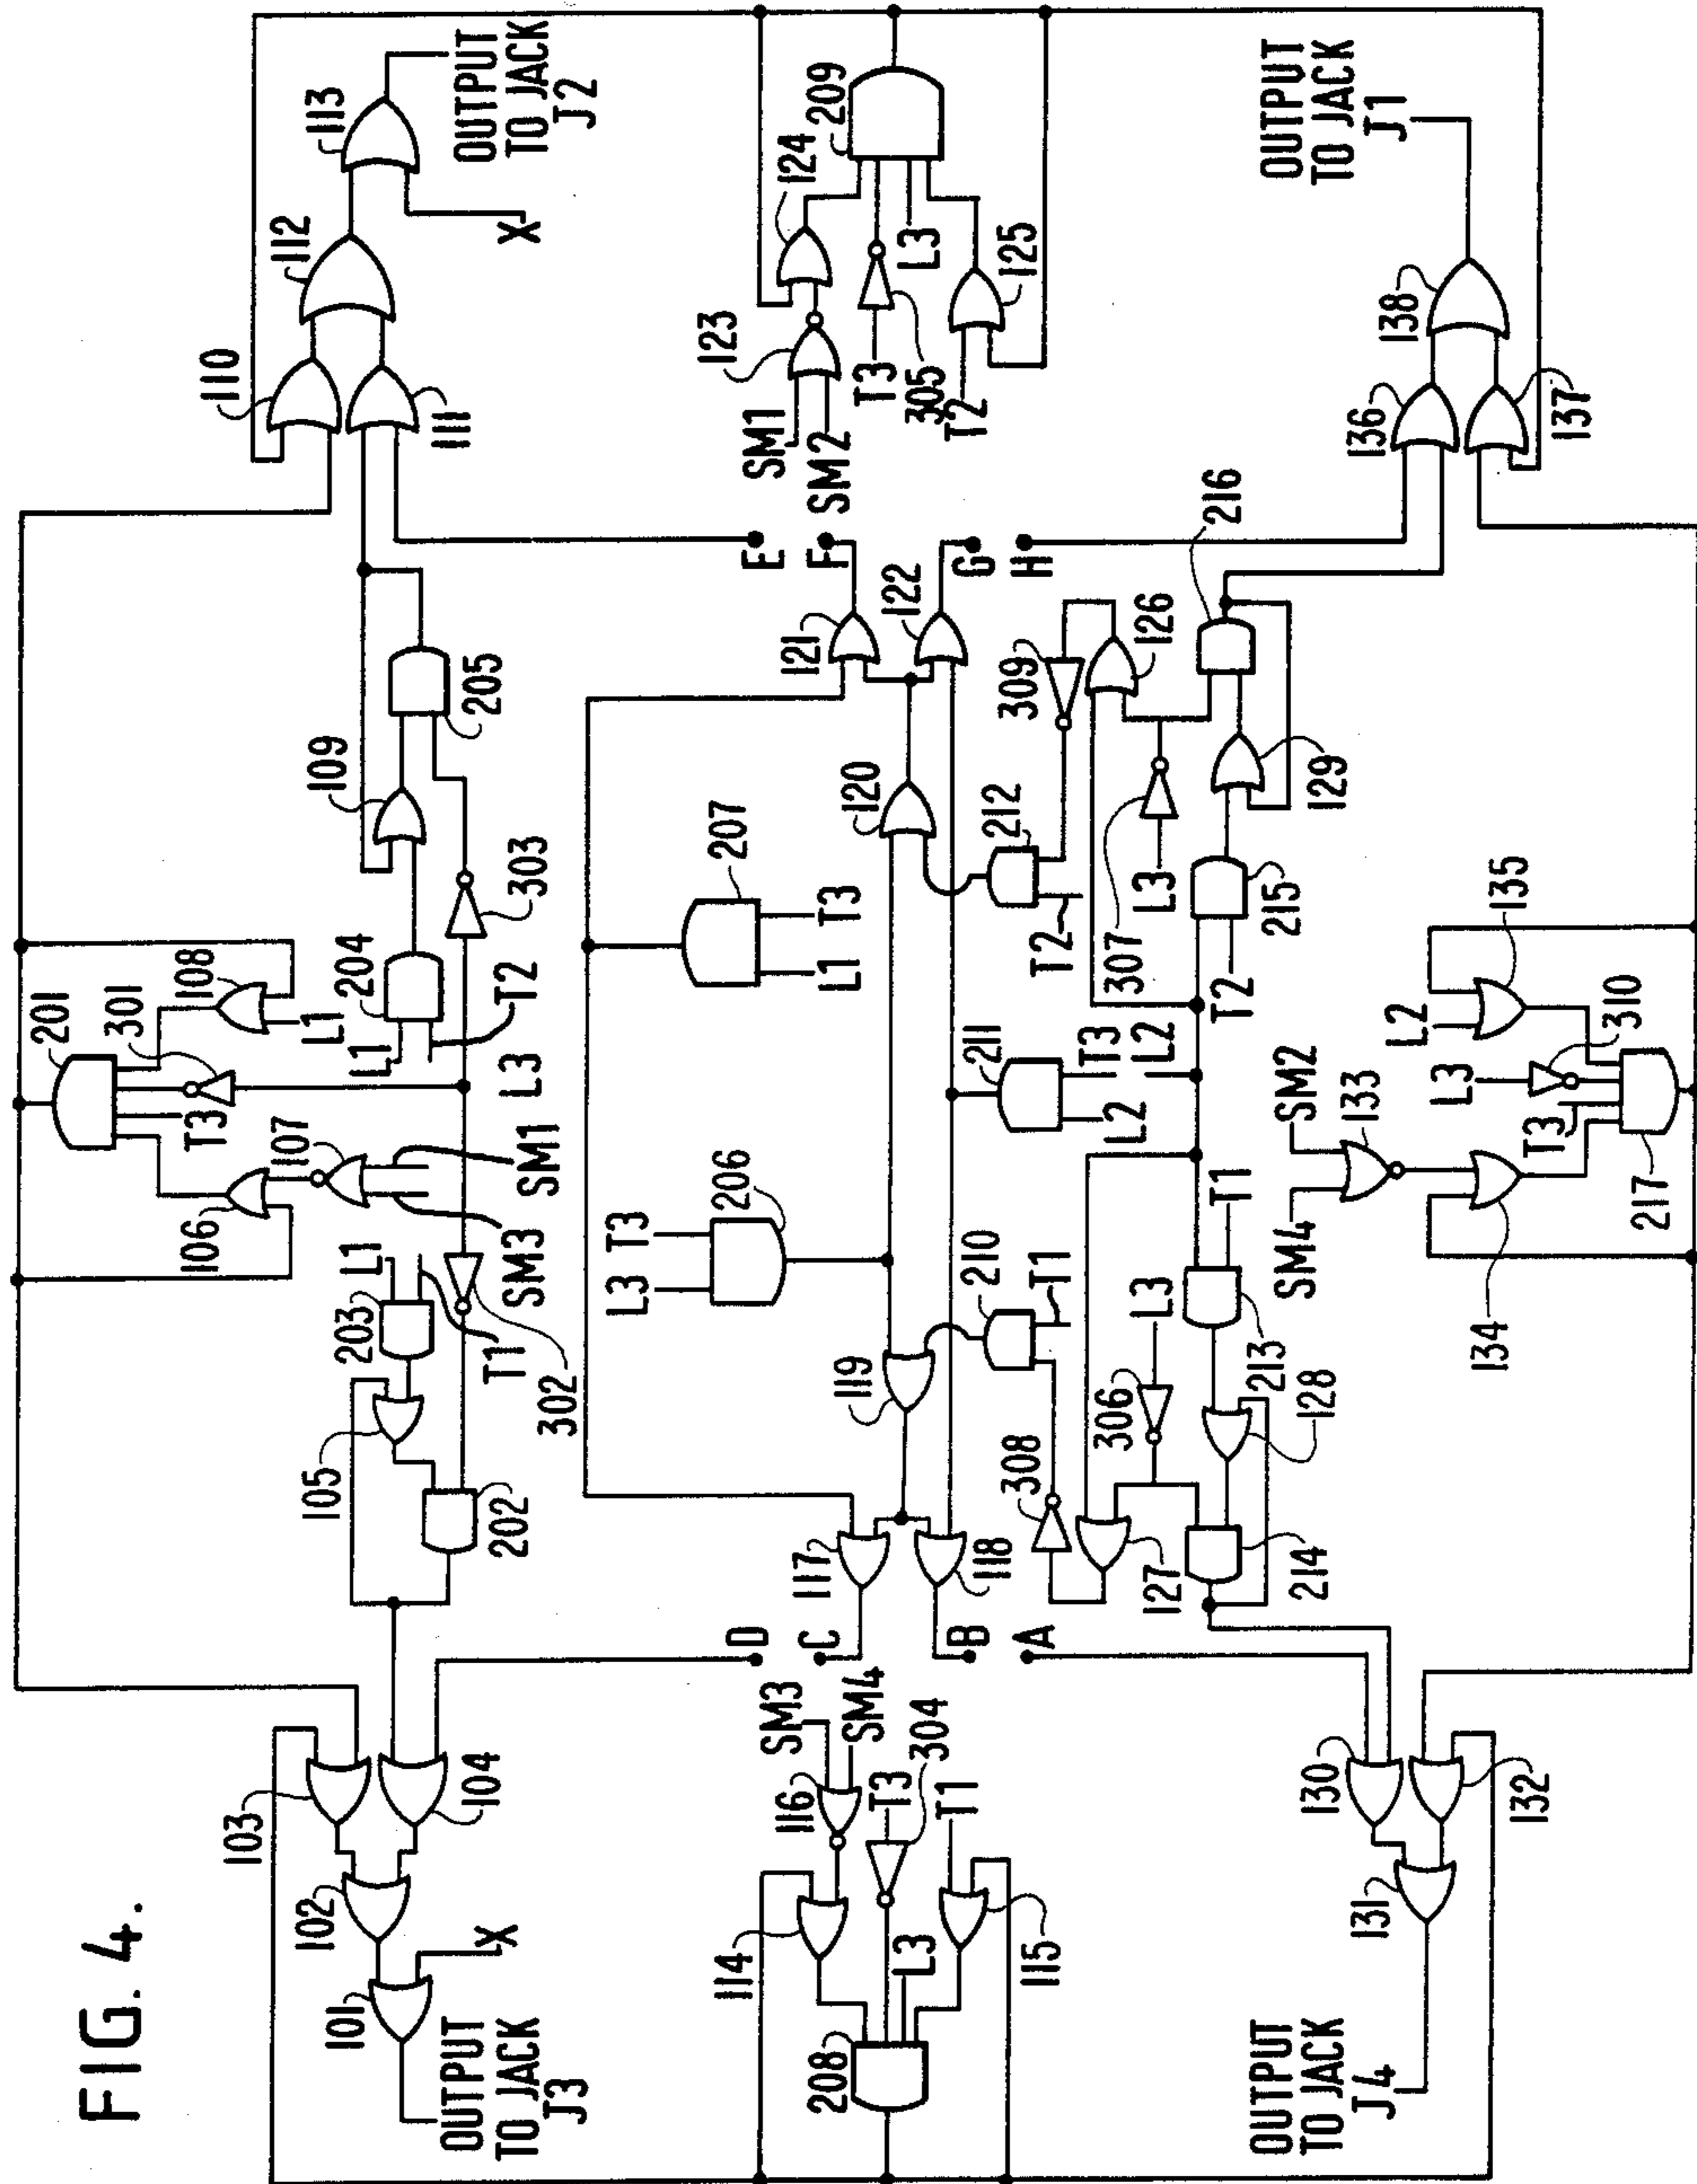 FIG. 4.
201
301
108
L1
T3
106
107
SM3
SM1
L3
103
104
102
101
X
OUTPUT
TO JACK
J3
105
203
L1
T1
202
302
204
L1
T2
109
205
303
110
111
112
113
X
OUTPUT
TO JACK
J2
L3
T3
206
207
L1
T3
117
118
119
120
121
122
D
C
B
A
E
F
G
H
SM3
SM4
116
T3
304
T1
114
L3
115
208
SM1
SM2
123
T3
305
T2
124
L3
125
209
210
T1
211
L2
T3
L2
212
T2
308
127
306
L3
309
126
307
L3
214
128
213
T1
T2
215
129
216
130
132
131
OUTPUT
TO JACK
J4
SM4
SM2
133
134
T3
L3
310
L2
135
217
136
137
138
OUTPUT
TO JACK
J1